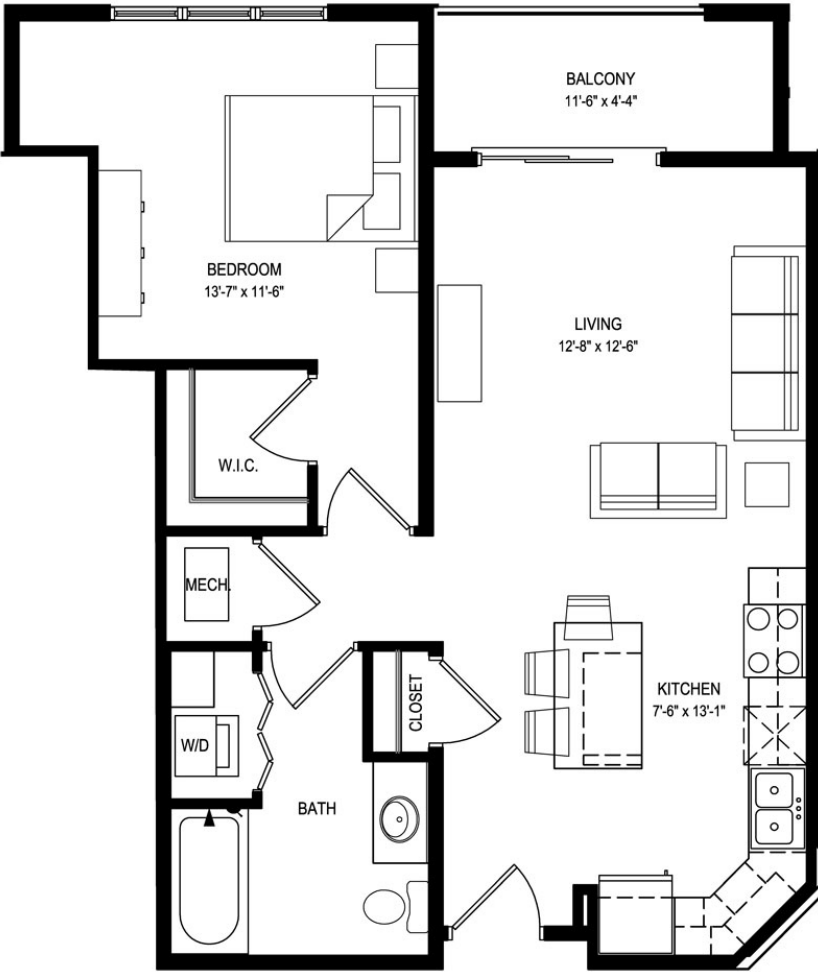 BALCONY
11'-6" x 4'-4"
BEDROOM
13'-7" x 11'-6"
LIVING
12'-8" x 12'-6"
W.I.C.
MECH.
KITCHEN
7'-6" x 13'-1"
CLOSET
W/D
BATH